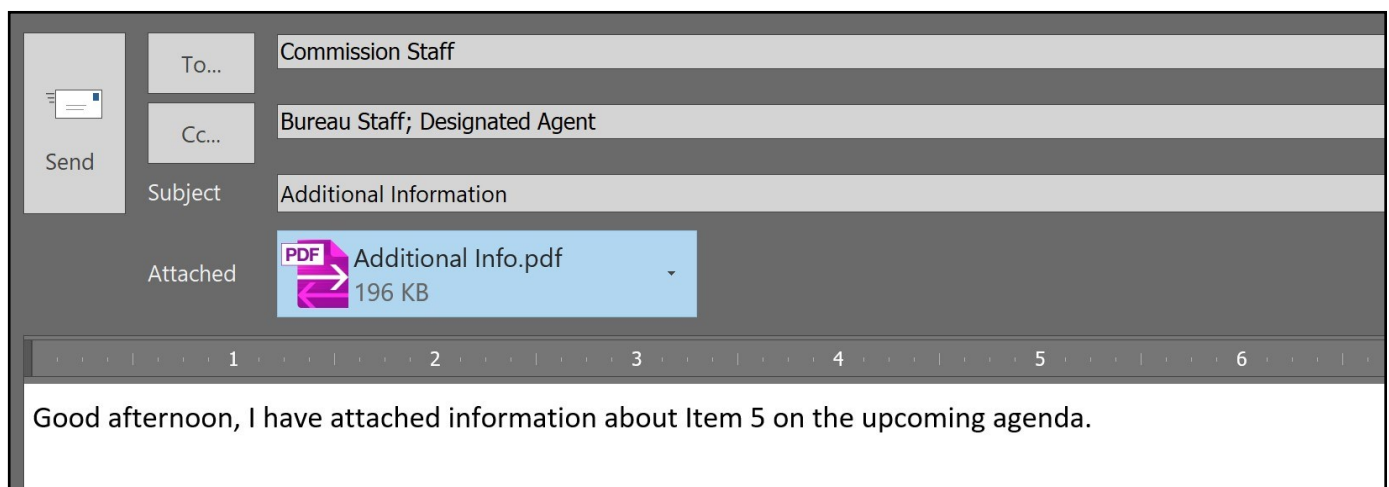 To...
Commission Staff
Cc...
Bureau Staff; Designated Agent
Send
Subject
Additional Information
Attached
PDF
Additional Info.pdf
196 KB
1 2 3 4 5 6
Good afternoon, I have attached information about Item 5 on the upcoming agenda.